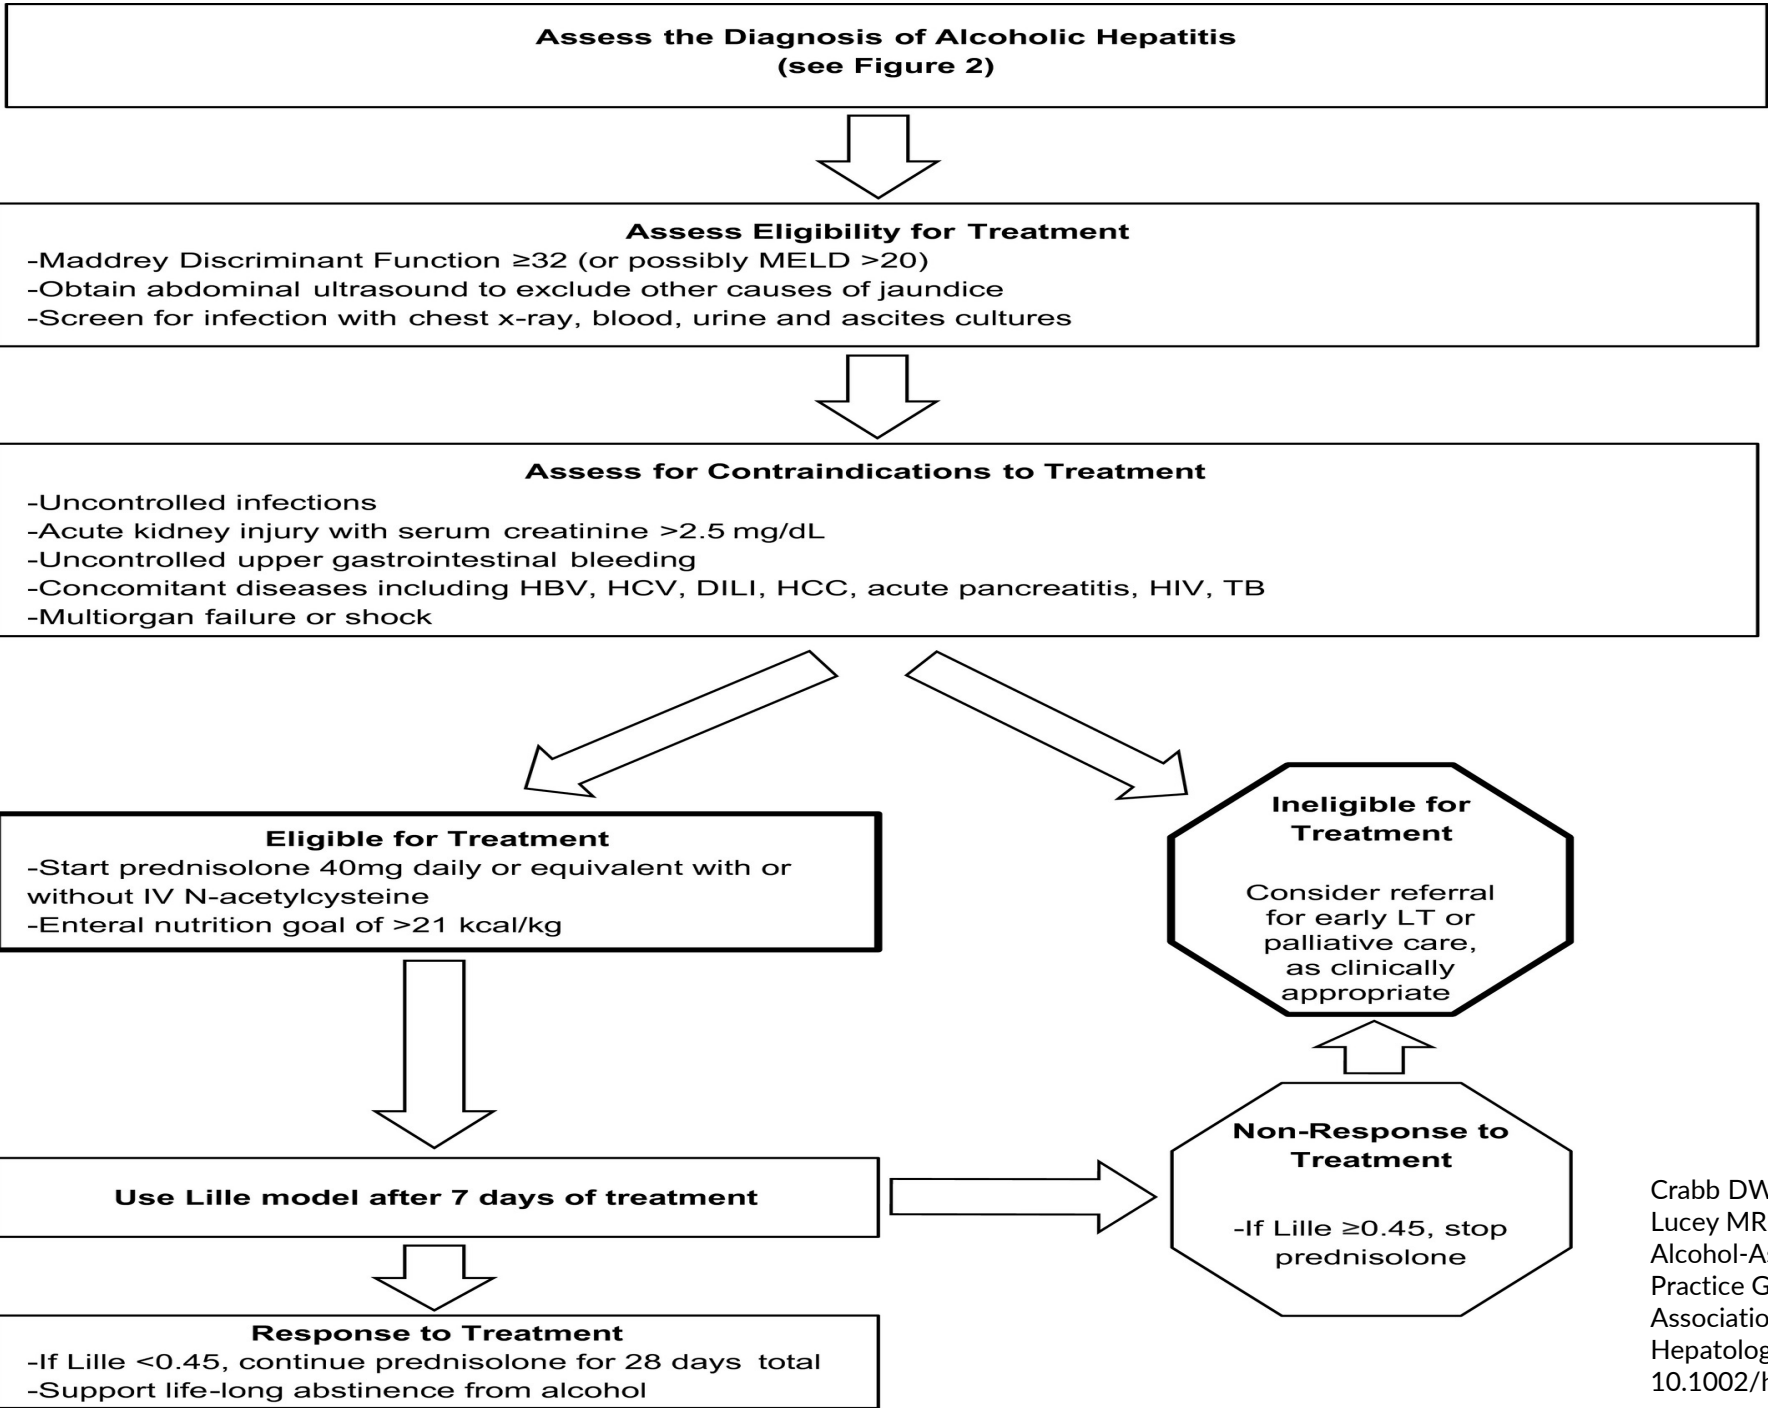 Assess the Diagnosis of Alcoholic Hepatitis
(see Figure 2)
Assess Eligibility for Treatment
-Maddrey Discriminant Function ≥32 (or possibly MELD >20)
-Obtain abdominal ultrasound to exclude other causes of jaundice
-Screen for infection with chest x-ray, blood, urine and ascites cultures
Assess for Contraindications to Treatment
-Uncontrolled infections
-Acute kidney injury with serum creatinine >2.5 mg/dL
-Uncontrolled upper gastrointestinal bleeding
-Concomitant diseases including HBV, HCV, DILI, HCC, acute pancreatitis, HIV, TB
-Multiorgan failure or shock
Eligible for Treatment
-Start prednisolone 40mg daily or equivalent with or
without IV N-acetylcysteine
-Enteral nutrition goal of >21 kcal/kg
Ineligible for
Treatment
Consider referral
for early LT or
palliative care,
as clinically
appropriate
Use Lille model after 7 days of treatment
Non-Response to
Treatment
-If Lille ≥0.45, stop
prednisolone
Response to Treatment
-If Lille <0.45, continue prednisolone for 28 days total
-Support life-long abstinence from alcohol
Crabb DW
Lucey MR
Alcohol-As
Practice G
Associatio
Hepatolog
10.1002/h